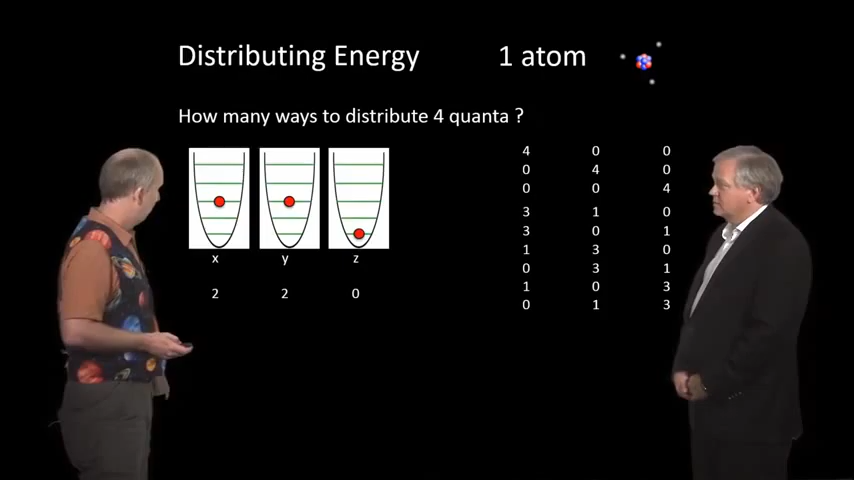 Distributing Energy 1 atom
How many ways to distribute 4 quanta ?
x y z
2 2 0
4 0 0
0 4 0
0 0 4
3 1 0
3 0 1
1 3 0
0 3 1
1 0 3
0 1 3